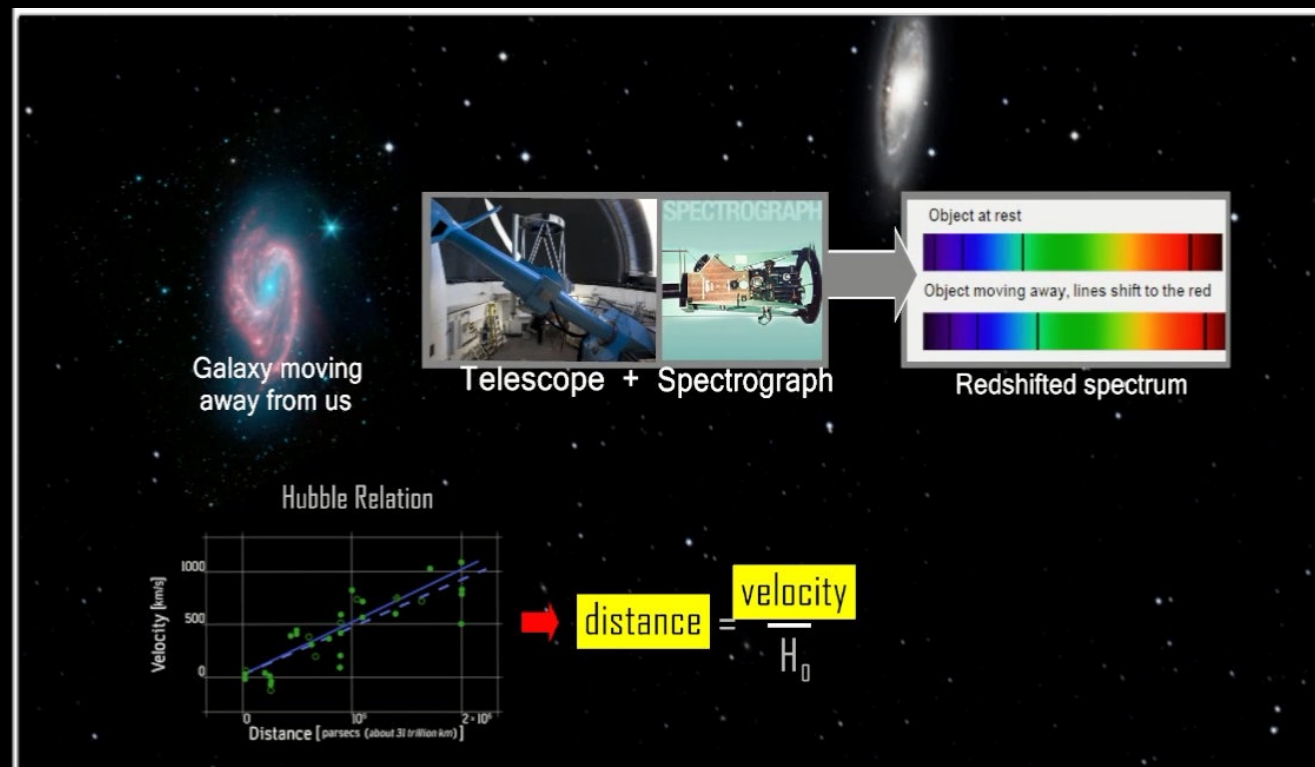 SPECTROGRAPH
Object at rest
Object moving away, lines shift to the red
Galaxy moving
away from us
Telescope + Spectrograph
Redshifted spectrum
Hubble Relation
Velocity [km/s]
1000
500
0
0
10⁶
2 × 10⁶
Distance [parsecs (about 31 trillion km)]
distance = velocity
H₀